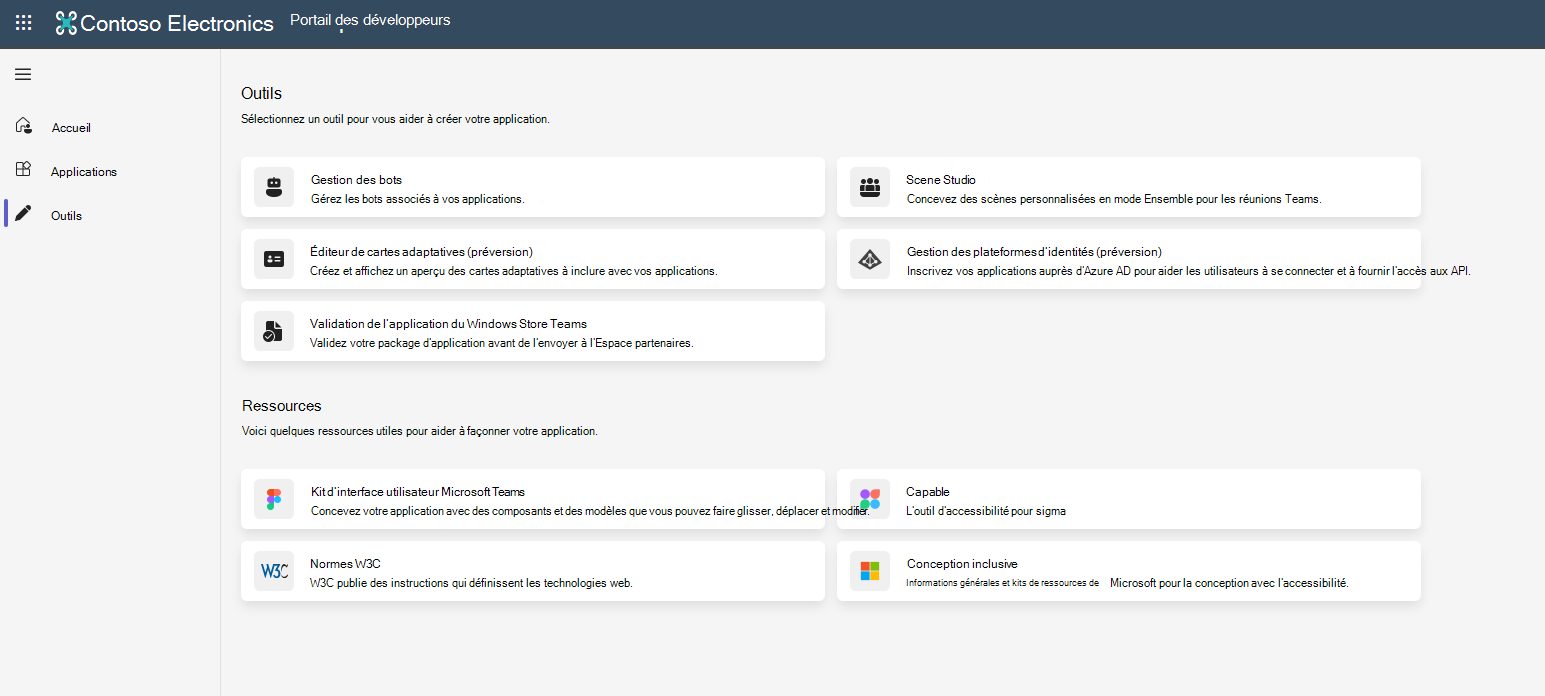 Contoso Electronics Portail des développeurs
Accueil
Applications
Outils
Outils
Sélectionnez un outil pour vous aider à créer votre application.
Gestion des bots
Gérez les bots associés à vos applications.
Scene Studio
Concevez des scènes personnalisées en mode Ensemble pour les réunions Teams.
Éditeur de cartes adaptatives (préversion)
Créez et affichez un aperçu des cartes adaptatives à inclure avec vos applications.
Gestion des plateformes d'identités (préversion)
Inscrivez vos applications auprès d'Azure AD pour aider les utilisateurs à se connecter et à fournir l'accès aux API.
Validation de l'application du Windows Store Teams
Validez votre package d'application avant de l'envoyer à l'Espace partenaires.
Ressources
Voici quelques ressources utiles pour aider à façonner votre application.
Kit d'interface utilisateur Microsoft Teams
Concevez votre application avec des composants et des modèles que vous pouvez faire glisser, déplacer et modifier.
Capable
L'outil d'accessibilité pour sigma
W3C
Normes W3C
W3C publie des instructions qui définissent les technologies web.
Conception inclusive
Informations générales et kits de ressources de Microsoft pour la conception avec l'accessibilité.